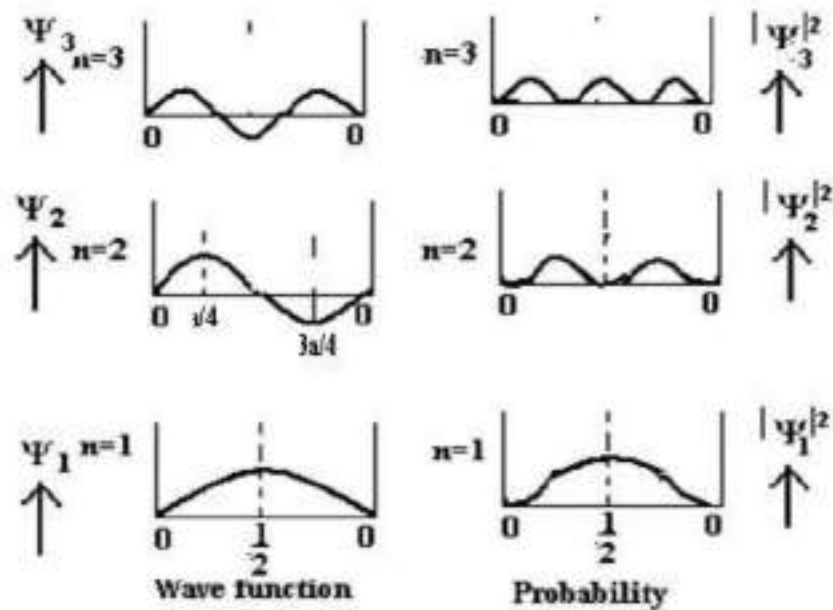 Ψ3 n=3 -n=3 |Ψ3|²
0 0 0 0
Ψ2 n=2 n=2 |Ψ2|²
0 ı/4 0 0 0
3a/4
Ψ1 n=1 n=1 |Ψ1|²
0 1/2 0 0 1/2 0
Wave function Probability